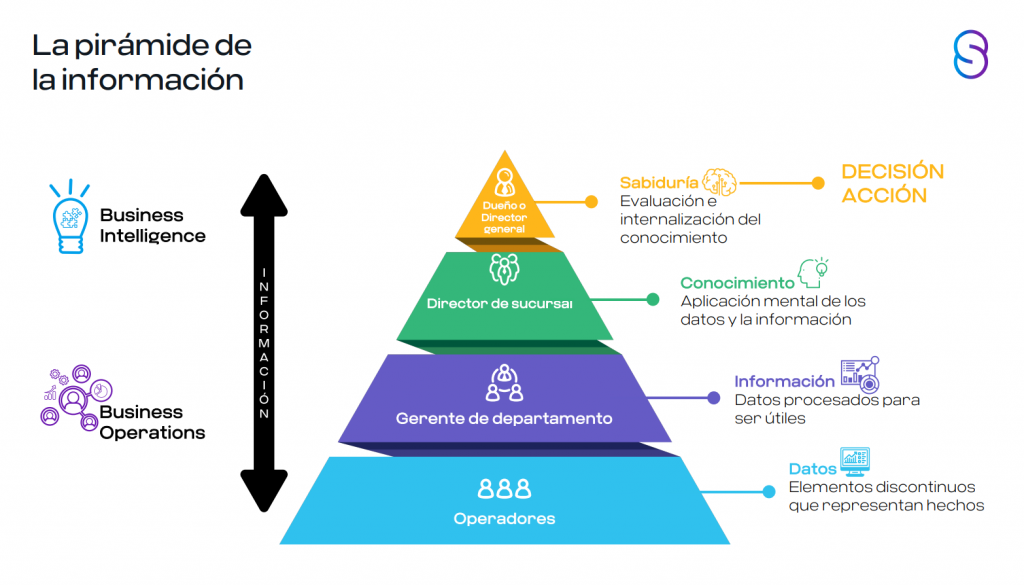 La pirámide de
la información
Business
Intelligence
INFORMACIÓN
Business
Operations
Dueño o
Director
general
Sabiduría
Evaluación e
internalización del
conocimiento
DECISIÓN
ACCIÓN
Director de sucursal
Conocimiento
Aplicación mental de los
datos y la información
Gerente de departamento
Información
Datos procesados para
ser útiles
Operadores
Datos
Elementos discontinuos
que representan hechos